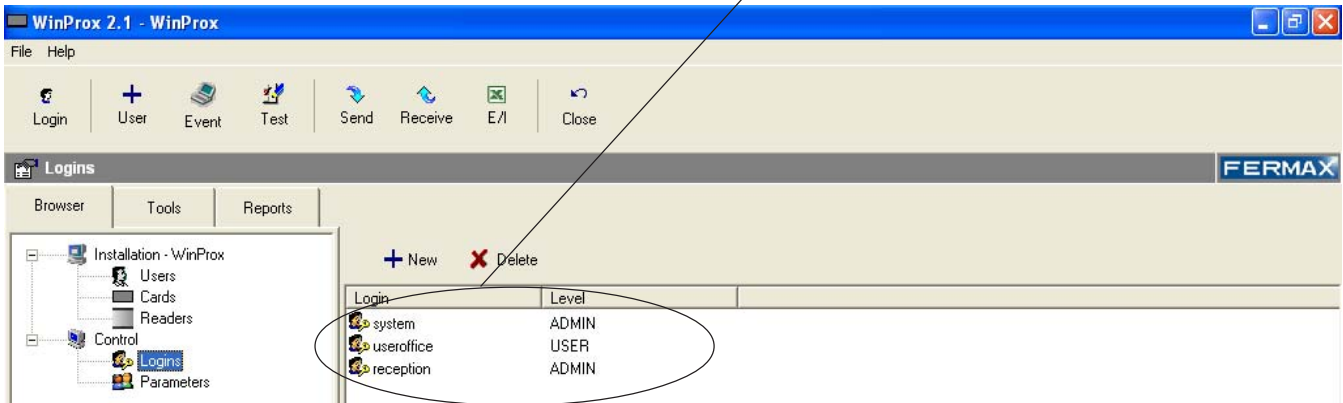 WinProx 2.1 - WinProx
File Help
Login User Event Test Send Receive E/I Close
Logins FERMAX
Browser Tools Reports
Installation - WinProx
Users
Cards
Readers
Control
Logins
Parameters
New Delete
Login Level
system ADMIN
useroffice USER
reception ADMIN